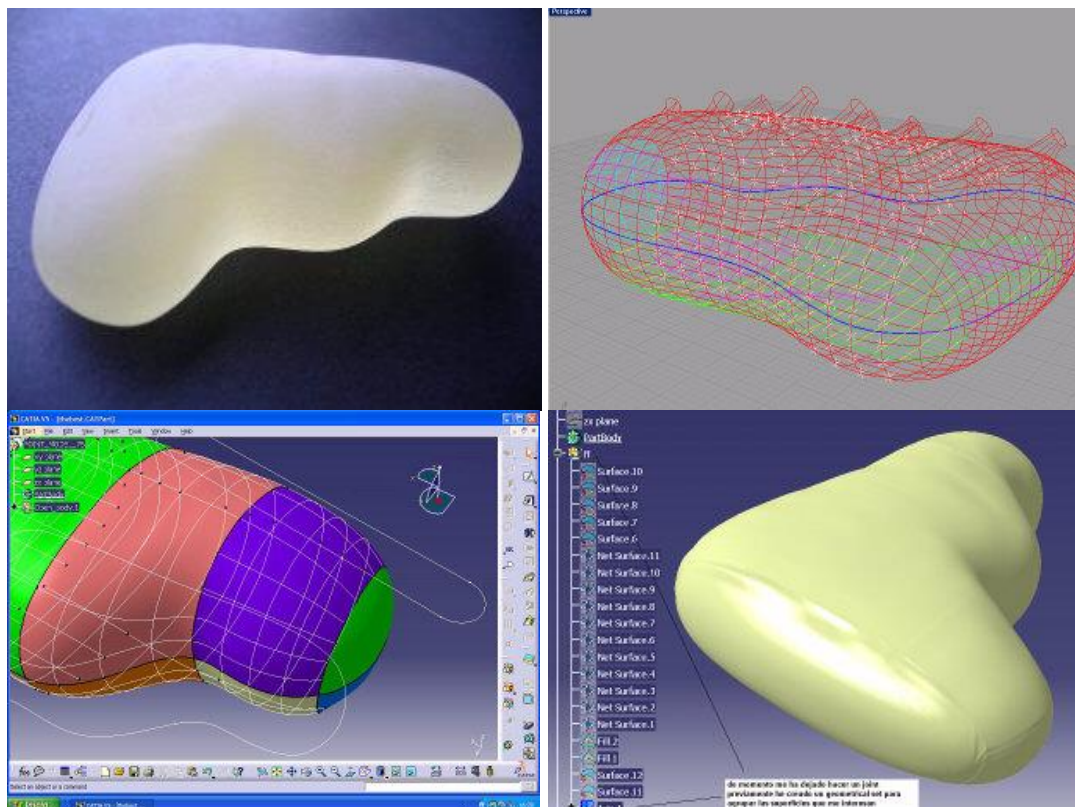 Perspective
CATIA V5 - [thebest.CATPart]
Start File Edit View Insert Tools Window Help
xy plane
yz plane
zx plane
PartBody
Open_body.1
Select an object or a command
zx plane
PartBody
ff
Surface.10
Surface.9
Surface.8
Surface.7
Surface.6
Net Surface.11
Net Surface.10
Net Surface.9
Net Surface.8
Net Surface.7
Net Surface.6
Net Surface.5
Net Surface.4
Net Surface.3
Net Surface.2
Net Surface.1
Fill.2
Fill.1
Surface.12
Surface.11
de momento me ha dejado hacer un joint
previamente he creado un geometrical set para
agrupar las superficies que me interesan